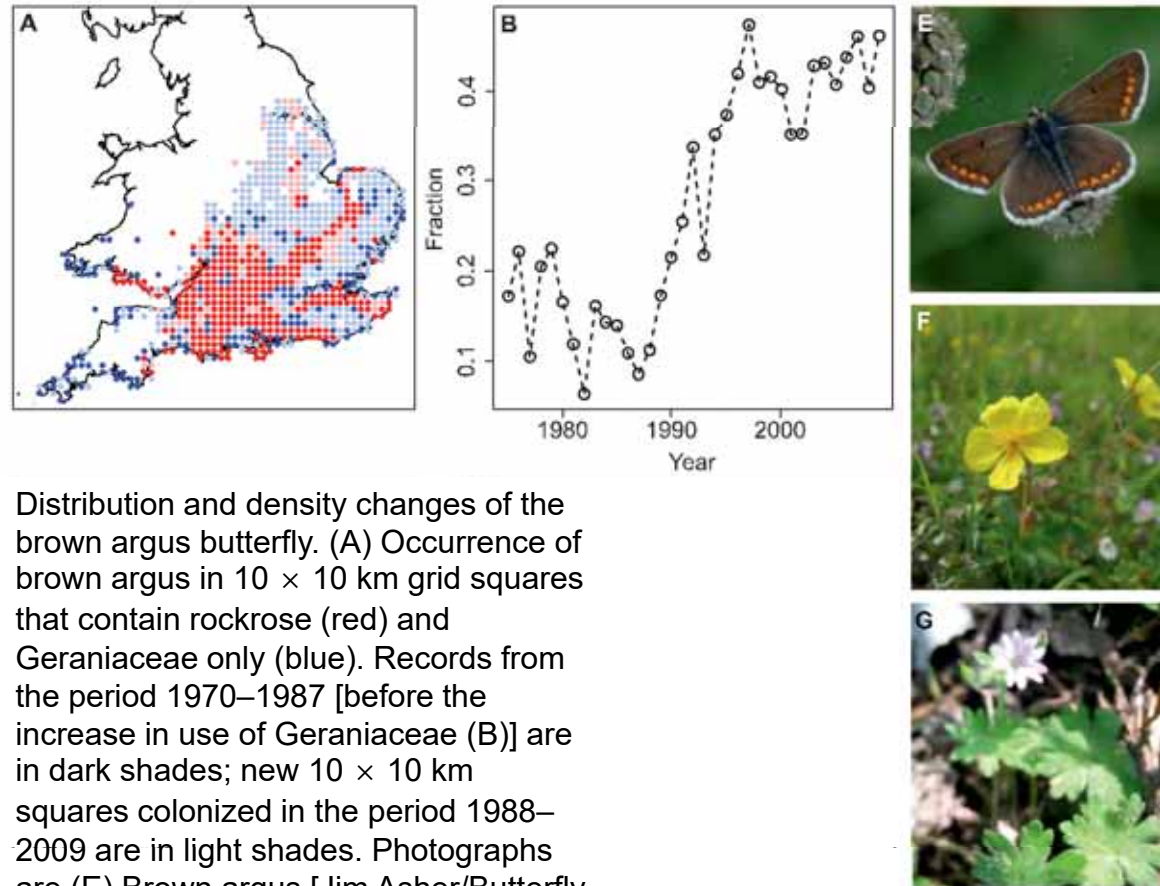 A
B
E
0.4
0.3
0.2
0.1
Fraction
1980 1990 2000
Year
F
G
Distribution and density changes of the
brown argus butterfly. (A) Occurrence of
brown argus in 10 × 10 km grid squares
that contain rockrose (red) and
Geraniaceae only (blue). Records from
the period 1970–1987 [before the
increase in use of Geraniaceae (B)] are
in dark shades; new 10 × 10 km
squares colonized in the period 1988–
2009 are in light shades. Photographs
are (E) Brown argus [Jim Asher/Butterfly